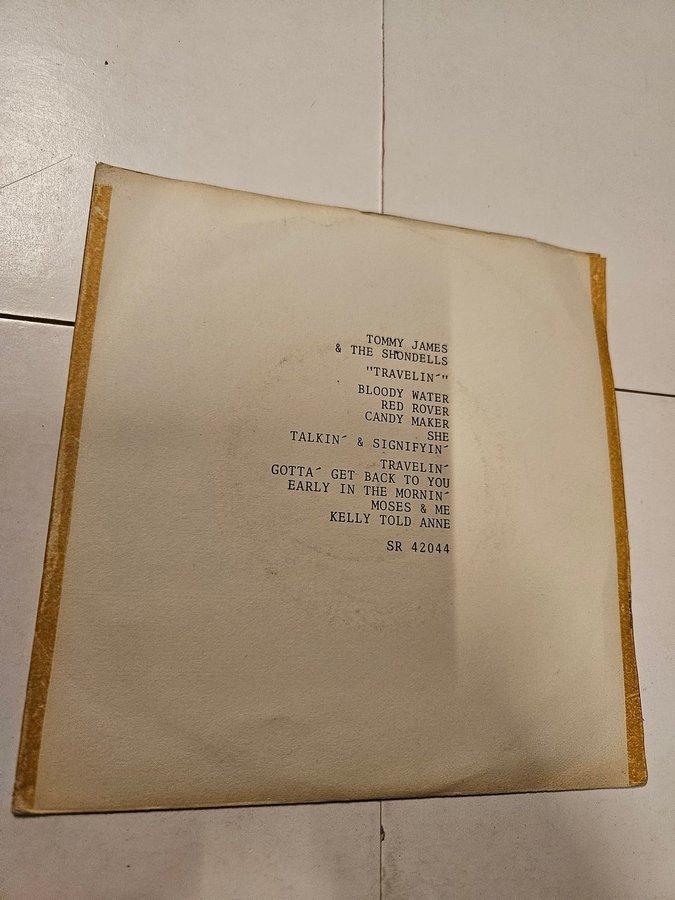 TOMMY JAMES
& THE SHONDELLS
"TRAVELIN´"
BLOODY WATER
RED ROVER
CANDY MAKER
SHE
TALKIN´ & SIGNIFYIN´
TRAVELIN´
GOTTA´ GET BACK TO YOU
EARLY IN THE MORNIN´
MOSES & ME
KELLY TOLD ANNE
SR 42044